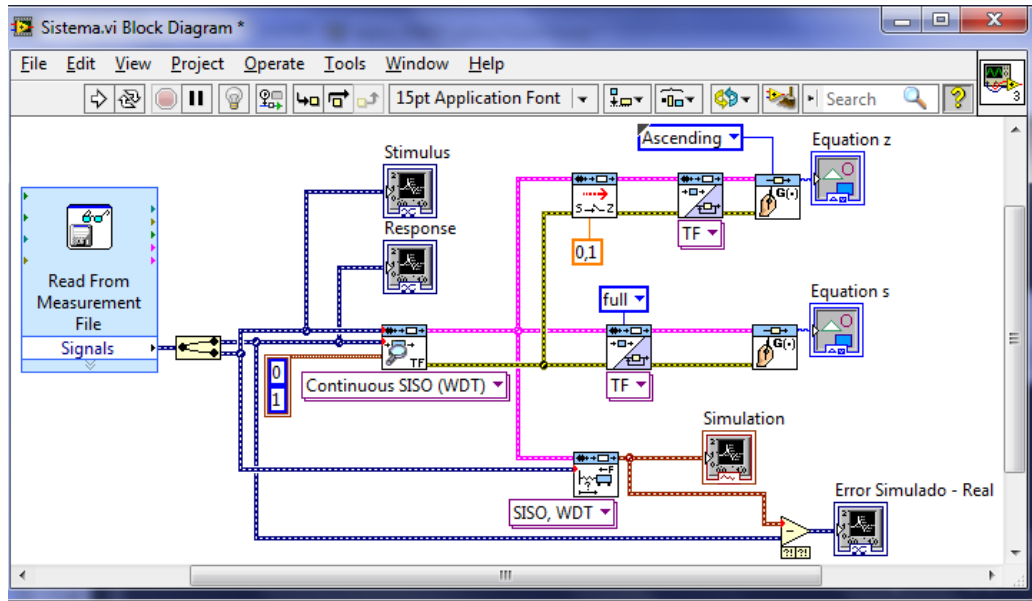 Sistema.vi Block Diagram *
File Edit View Project Operate Tools Window Help
15pt Application Font
Search
3
Ascending
Equation z
Stimulus
G(·)
S→Z
TF
0,1
Response
Read From
Measurement
File
Signals
full
Equation s
TF
G(·)
0
1
Continuous SISO (WDT)
TF
Simulation
SISO, WDT
Error Simulado - Real